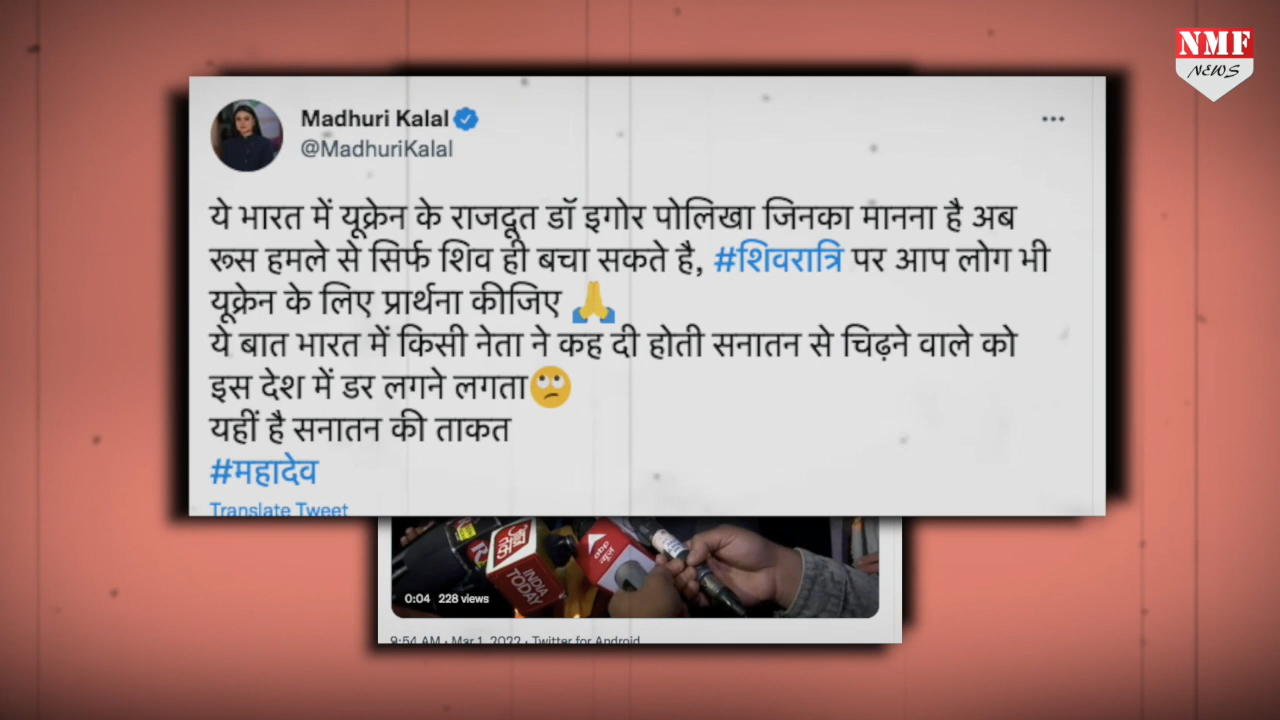 NMF
NEWS
Madhuri Kalal
@MadhuriKalal
ये भारत में यूक्रेन के राजदूत डॉ इगोर पोलिखा जिनका मानना है अब
रूस हमले से सिर्फ शिव ही बचा सकते है, #शिवरात्रि पर आप लोग भी
यूक्रेन के लिए प्रार्थना कीजिए 🙏
ये बात भारत में किसी नेता ने कह दी होती सनातन से चिढ़ने वाले को
इस देश में डर लगने लगता🙄
यहीं है सनातन की ताकत
#महादेव
Translate Tweet
INDIA
TODAY
abp
न्यूज़
0:04 228 views
9:54 AM · Mar 1, 2022 · Twitter for Android